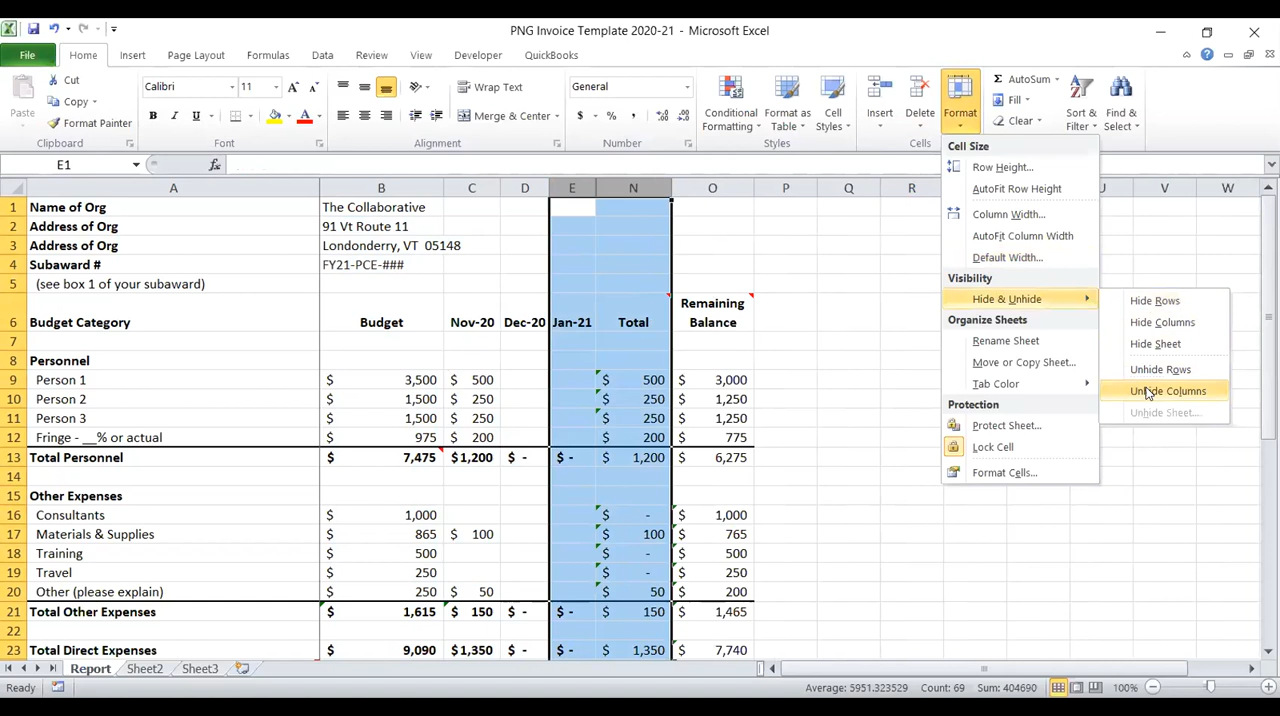 PNG Invoice Template 2020-21 - Microsoft Excel
File Home Insert Page Layout Formulas Data Review View Developer QuickBooks
Paste Cut Copy Format Painter Clipboard
Calibri 11 B I U A Font
Wrap Text Merge & Center Alignment
General $ % , Number
Conditional Formatting Format as Table Cell Styles Styles
Insert Delete Format Cells
AutoSum Fill Clear Sort & Filter Find & Select
E1 fx
A B C D E N O P Q R U V W
1 Name of Org The Collaborative
2 Address of Org 91 Vt Route 11
3 Address of Org Londonderry, VT 05148
4 Subaward # FY21-PCE-###
5 (see box 1 of your subaward)
6 Budget Category Budget Nov-20 Dec-20 Jan-21 Total Remaining Balance
7
8 Personnel
9 Person 1 $ 3,500 $ 500 $ 500 $ 3,000
10 Person 2 $ 1,500 $ 250 $ 250 $ 1,250
11 Person 3 $ 1,500 $ 250 $ 250 $ 1,250
12 Fringe - __% or actual $ 975 $ 200 $ 200 $ 775
13 Total Personnel $ 7,475 $1,200 $ - $ - $ 1,200 $ 6,275
14
15 Other Expenses
16 Consultants $ 1,000 $ - $ 1,000
17 Materials & Supplies $ 865 $ 100 $ 100 $ 765
18 Training $ 500 $ - $ 500
19 Travel $ 250 $ - $ 250
20 Other (please explain) $ 250 $ 50 $ 50 $ 200
21 Total Other Expenses $ 1,615 $ 150 $ - $ - $ 150 $ 1,465
22
23 Total Direct Expenses $ 9,090 $1,350 $ - $ - $ 1,350 $ 7,740
Cell Size
Row Height...
AutoFit Row Height
Column Width...
AutoFit Column Width
Default Width...
Visibility
Hide & Unhide
Organize Sheets
Rename Sheet
Move or Copy Sheet...
Tab Color
Protection
Protect Sheet...
Lock Cell
Format Cells...
Hide Rows
Hide Columns
Hide Sheet
Unhide Rows
Unhide Columns
Unhide Sheet...
Report Sheet2 Sheet3
Ready Average: 5951.323529 Count: 69 Sum: 404690 100%